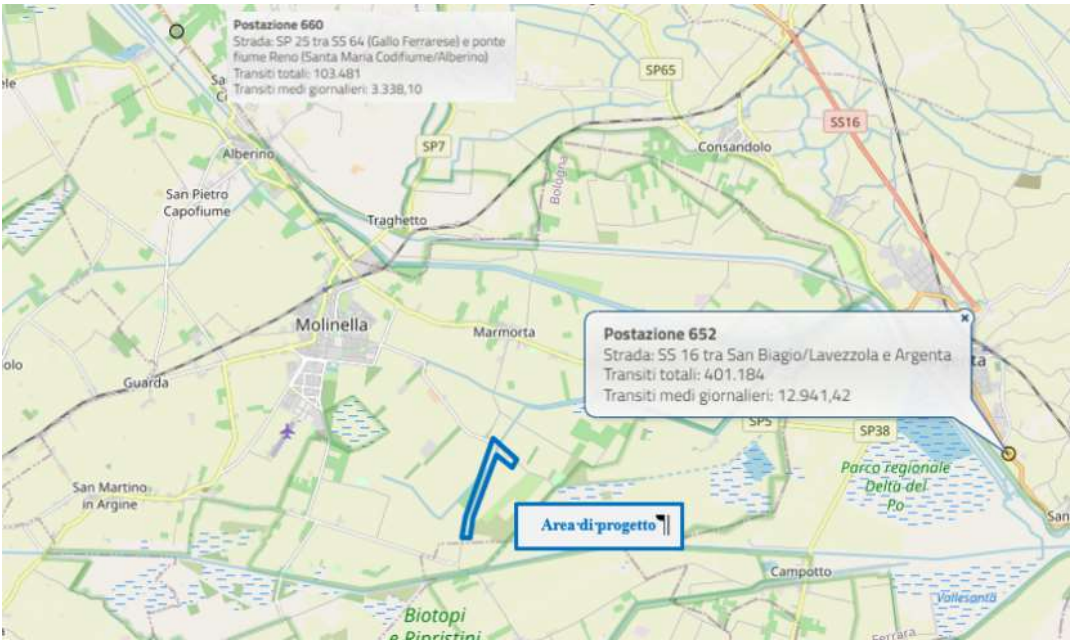 Postazione 660
Strada: SP 25 tra SS 64 (Gallo Ferrarese) e ponte
fiume Reno (Santa Maria Codifiume/Alberino)
Transiti totali: 103.481
Transiti medi giornalieri: 3.338,10
SP65
SS16
SP7
Consandolo
Alberino
Bologna
San Pietro
Capofiume
Traghetto
Molinella
Marmorta
Postazione 652
Strada: SS 16 tra San Biagio/Lavezzola e Argenta
Transiti totali: 401.184
Transiti medi giornalieri: 12.941,42
Guarda
SP5
SP38
Parco regionale
Delta del
Po
San Martino
in Argine
Area·di·progetto¶
San
Campotto
Vallesanta
Biotopi
e Ripristini
Ferrara